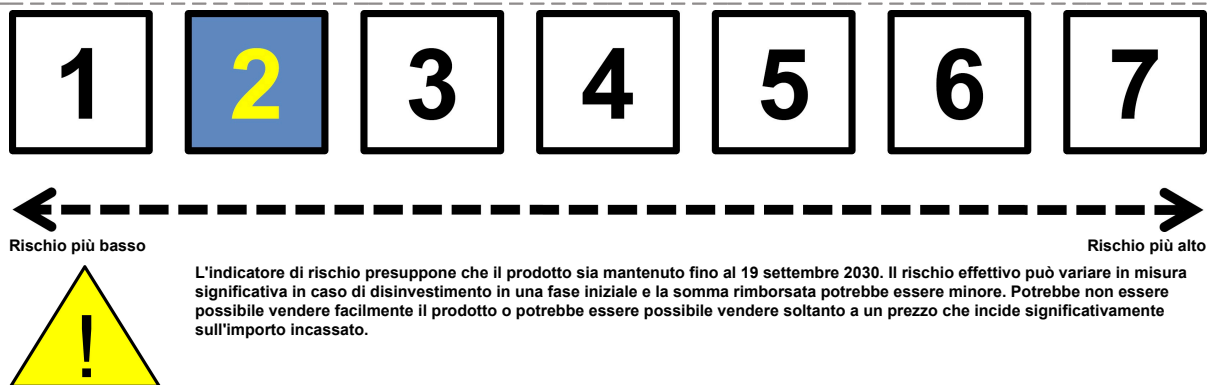 1 2 3 4 5 6 7
Rischio più basso Rischio più alto
L'indicatore di rischio presuppone che il prodotto sia mantenuto fino al 19 settembre 2030. Il rischio effettivo può variare in misura
significativa in caso di disinvestimento in una fase iniziale e la somma rimborsata potrebbe essere minore. Potrebbe non essere
possibile vendere facilmente il prodotto o potrebbe essere possibile vendere soltanto a un prezzo che incide significativamente
sull'importo incassato.
!